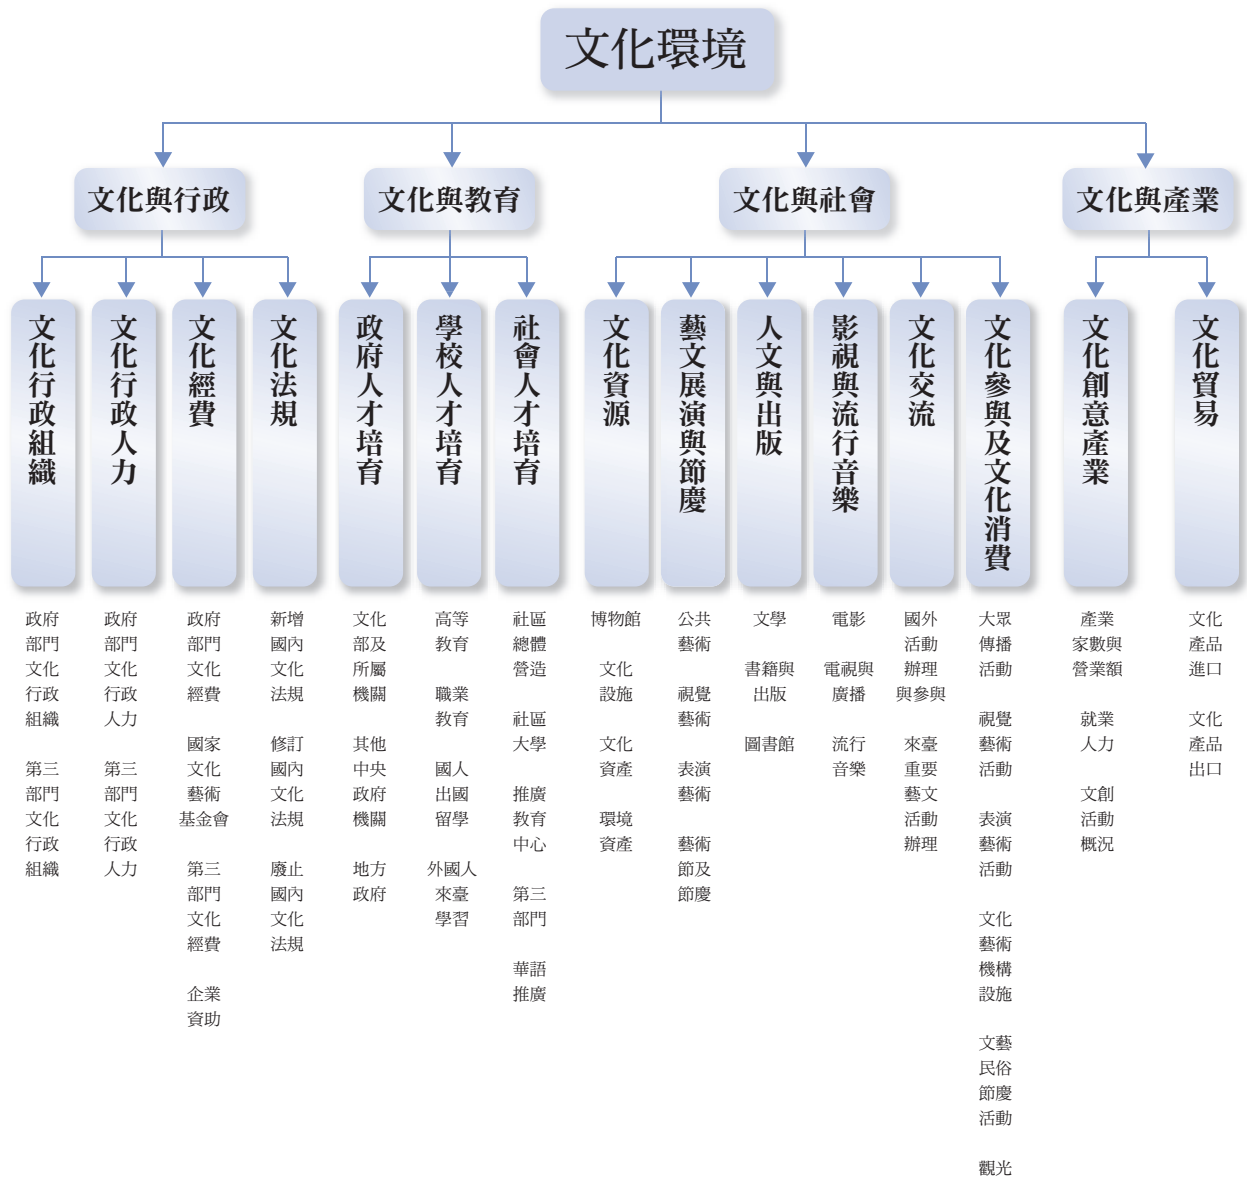 文化環境
文化與行政
文化與教育
文化與社會
文化與產業
文化行政組織
文化行政人力
文化經費
文化法規
政府人才培育
學校人才培育
社會人才培育
文化資源
藝文展演與節慶
人文與出版
影視與流行音樂
文化交流
文化參與及文化消費
文化創意產業
文化貿易
政府
部門
文化
行政
組織
第三
部門
文化
行政
組織
政府
部門
文化
行政
人力
第三
部門
文化
行政
人力
政府
部門
文化
經費
國家
文化
藝術
基金會
第三
部門
文化
經費
企業
資助
新增
國內
文化
法規
修訂
國內
文化
法規
廢止
國內
文化
法規
文化
部及
所屬
機關
其他
中央
政府
機關
地方
政府
高等
教育
職業
教育
國人
出國
留學
外國人
來臺
學習
社區
總體
營造
社區
大學
推廣
教育
中心
第三
部門
華語
推廣
博物館
文化
設施
文化
資產
環境
資產
公共
藝術
視覺
藝術
表演
藝術
藝術
節及
節慶
文學
書籍與
出版
圖書館
電影
電視與
廣播
流行
音樂
國外
活動
辦理
與參與
來臺
重要
藝文
活動
辦理
大眾
傳播
活動
視覺
藝術
活動
表演
藝術
活動
文化
藝術
機構
設施
文藝
民俗
節慶
活動
觀光
產業
家數與
營業額
就業
人力
文創
活動
概況
文化
產品
進口
文化
產品
出口